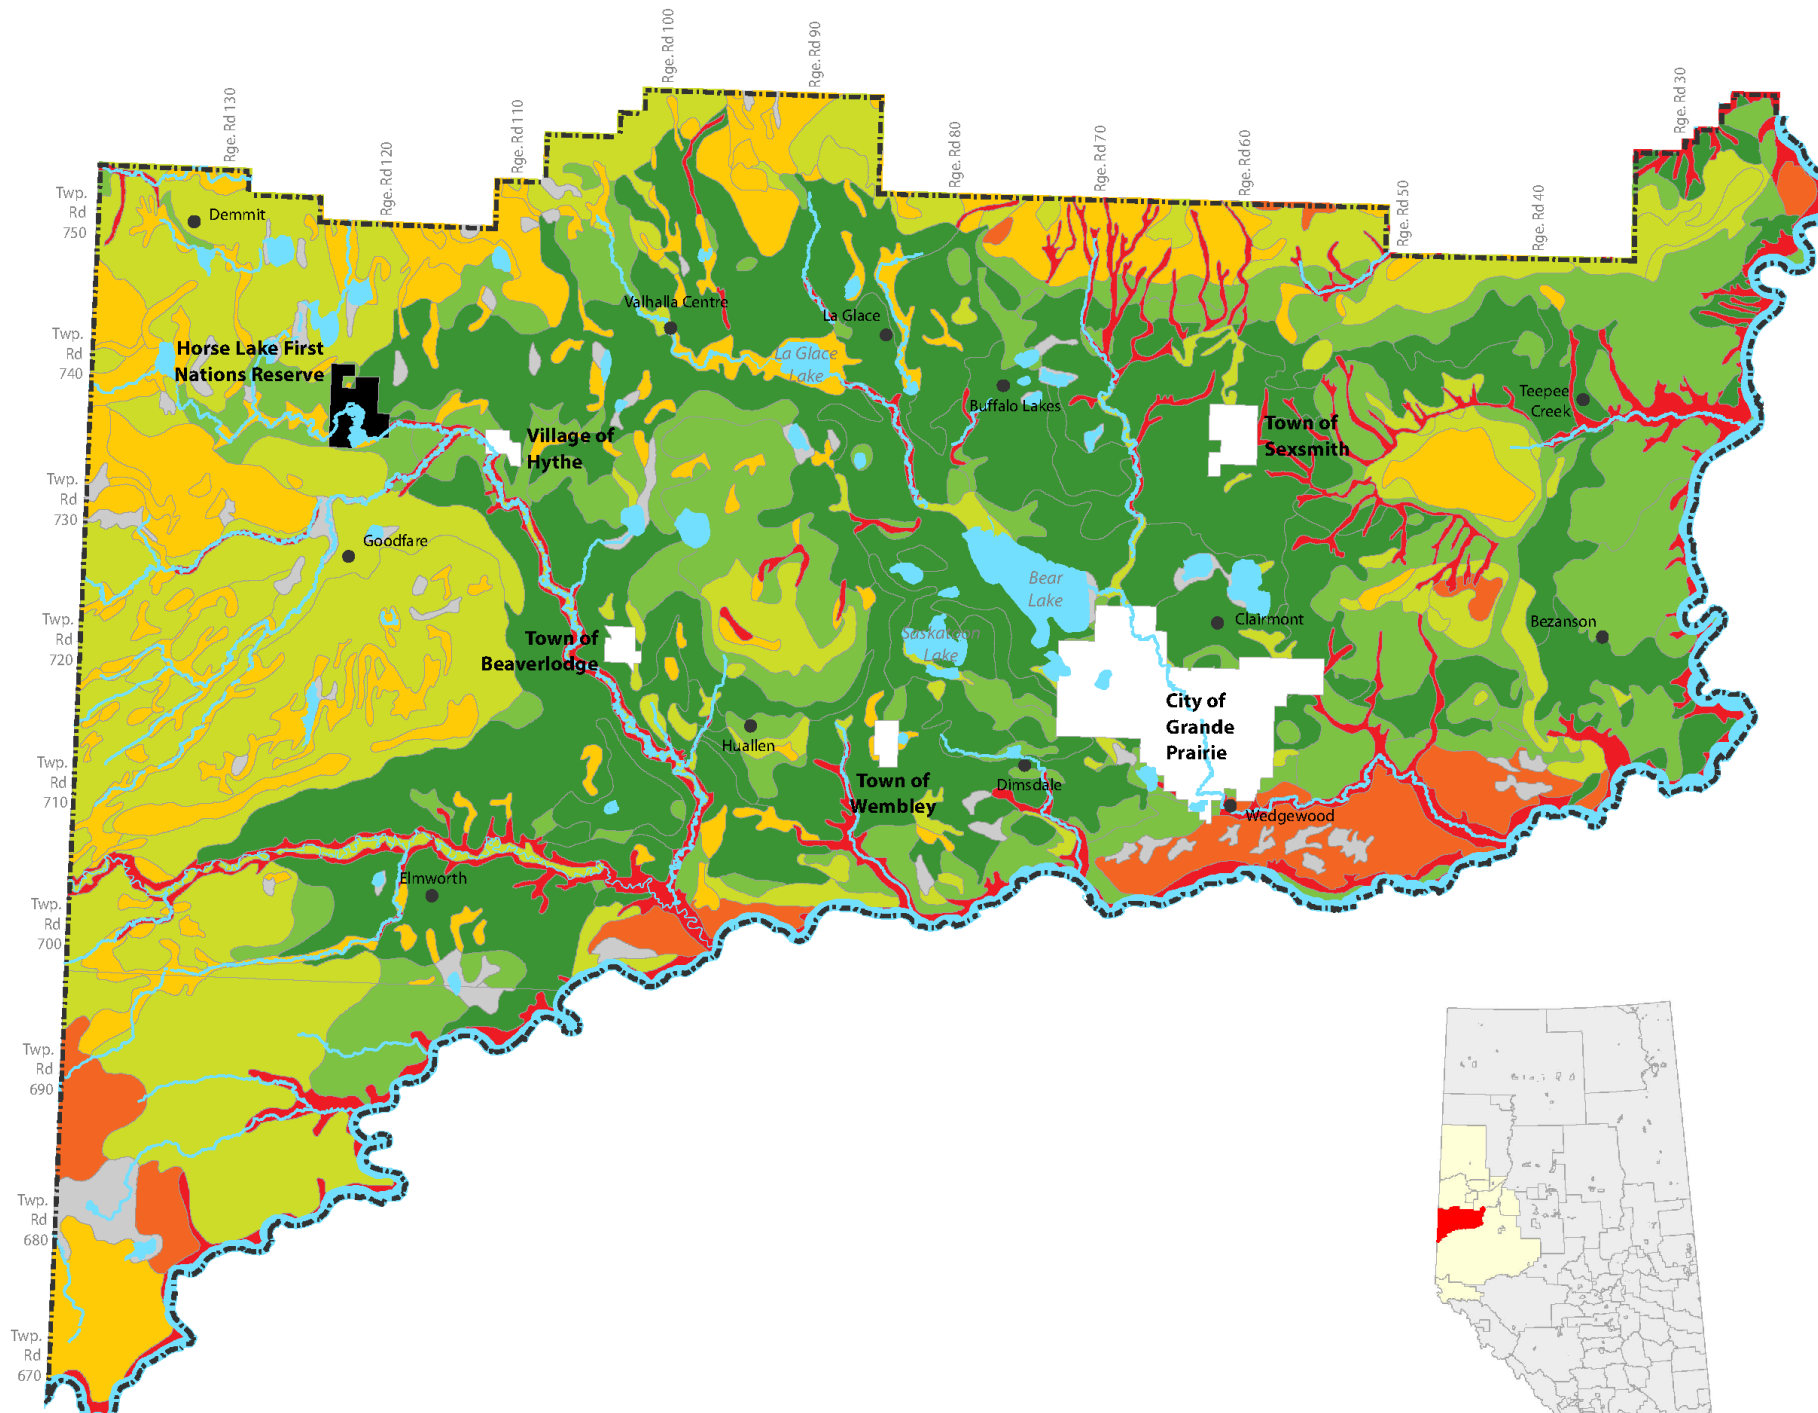 Rge. Rd 130
Rge. Rd 120
Rge. Rd 110
Rge. Rd 100
Rge. Rd 90
Rge. Rd 80
Rge. Rd 70
Rge. Rd 60
Rge. Rd 50
Rge. Rd 40
Rge. Rd 30
Twp.
Rd
750
Demmit
Valhalla Centre
La Glace
Twp.
Rd
740
Horse Lake First
Nations Reserve
La Glace
Lake
Buffalo Lakes
Teepee
Creek
Village of
Hythe
Town of
Sexsmith
Twp.
Rd
730
Goodfare
Bear
Lake
Twp.
Rd
720
Town of
Beaverlodge
Saskatoon
Lake
Clairmont
Bezanson
City of
Grande
Prairie
Huallen
Twp.
Rd
710
Town of
Wembley
Dimsdale
Wedgewood
Elmworth
Twp.
Rd
700
Twp.
Rd
690
Twp.
Rd
680
Twp.
Rd
670